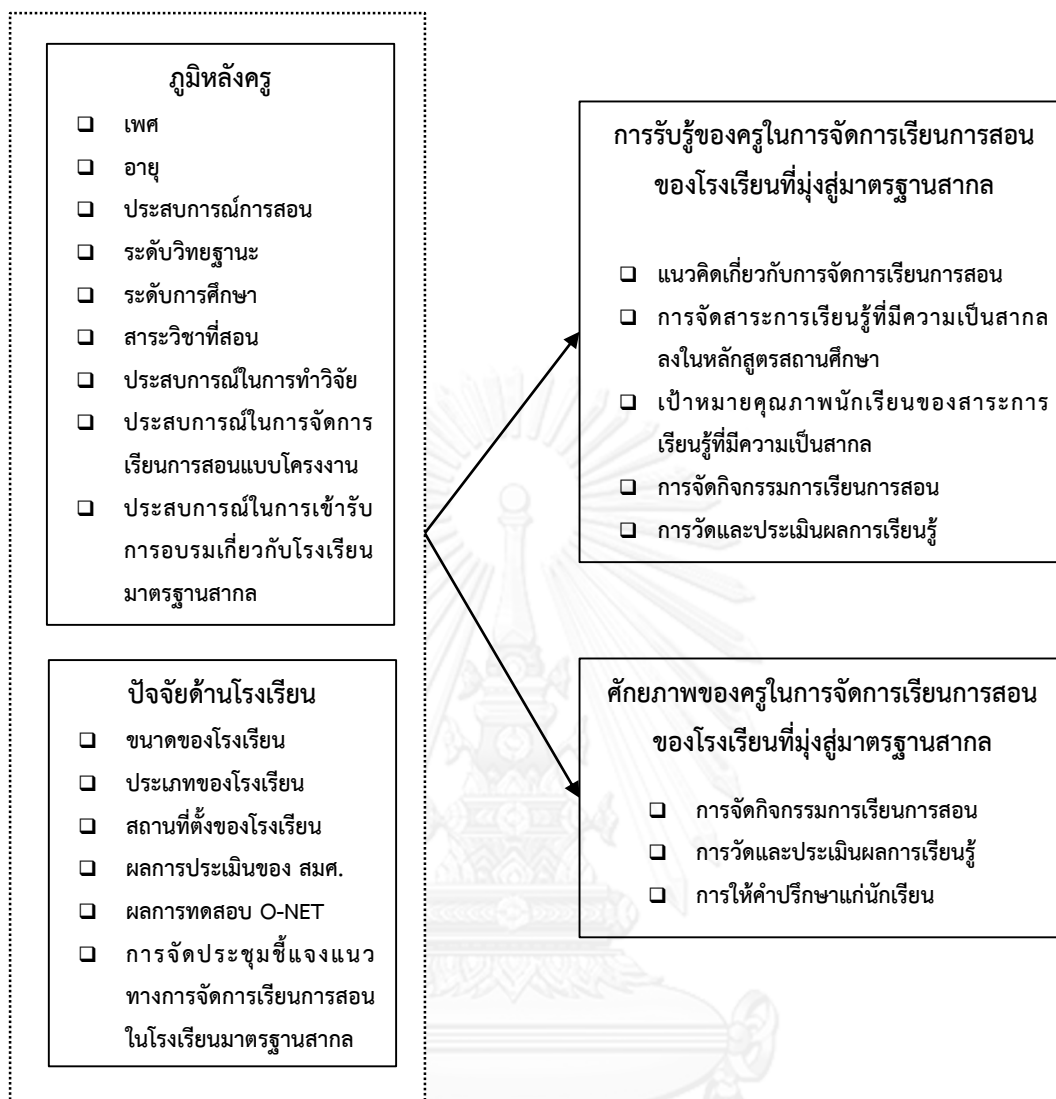 ภูมิหลังครู
❑ เพศ
❑ อายุ
❑ ประสบการณ์การสอน
❑ ระดับวิทยฐานะ
❑ ระดับการศึกษา
❑ สาระวิชาที่สอน
❑ ประสบการณ์ในการทำวิจัย
❑ ประสบการณ์ในการจัดการ
เรียนการสอนแบบโครงงาน
❑ ประสบการณ์ในการเข้ารับ
การอบรมเกี่ยวกับโรงเรียน
มาตรฐานสากล
ปัจจัยด้านโรงเรียน
❑ ขนาดของโรงเรียน
❑ ประเภทของโรงเรียน
❑ สถานที่ตั้งของโรงเรียน
❑ ผลการประเมินของ สมศ.
❑ ผลการทดสอบ O-NET
❑ การจัดประชุมชี้แจงแนว
ทางการจัดการเรียนการสอน
ในโรงเรียนมาตรฐานสากล
การรับรู้ของครูในการจัดการเรียนการสอน
ของโรงเรียนที่มุ่งสู่มาตรฐานสากล
❑ แนวคิดเกี่ยวกับการจัดการเรียนการสอน
❑ การจัดสาระการเรียนรู้ที่มีความเป็นสากล
ลงในหลักสูตรสถานศึกษา
❑ เป้าหมายคุณภาพนักเรียนของสาระการ
เรียนรู้ที่มีความเป็นสากล
❑ การจัดกิจกรรมการเรียนการสอน
❑ การวัดและประเมินผลการเรียนรู้
ศักยภาพของครูในการจัดการเรียนการสอน
ของโรงเรียนที่มุ่งสู่มาตรฐานสากล
❑ การจัดกิจกรรมการเรียนการสอน
❑ การวัดและประเมินผลการเรียนรู้
❑ การให้คำปรึกษาแก่นักเรียน